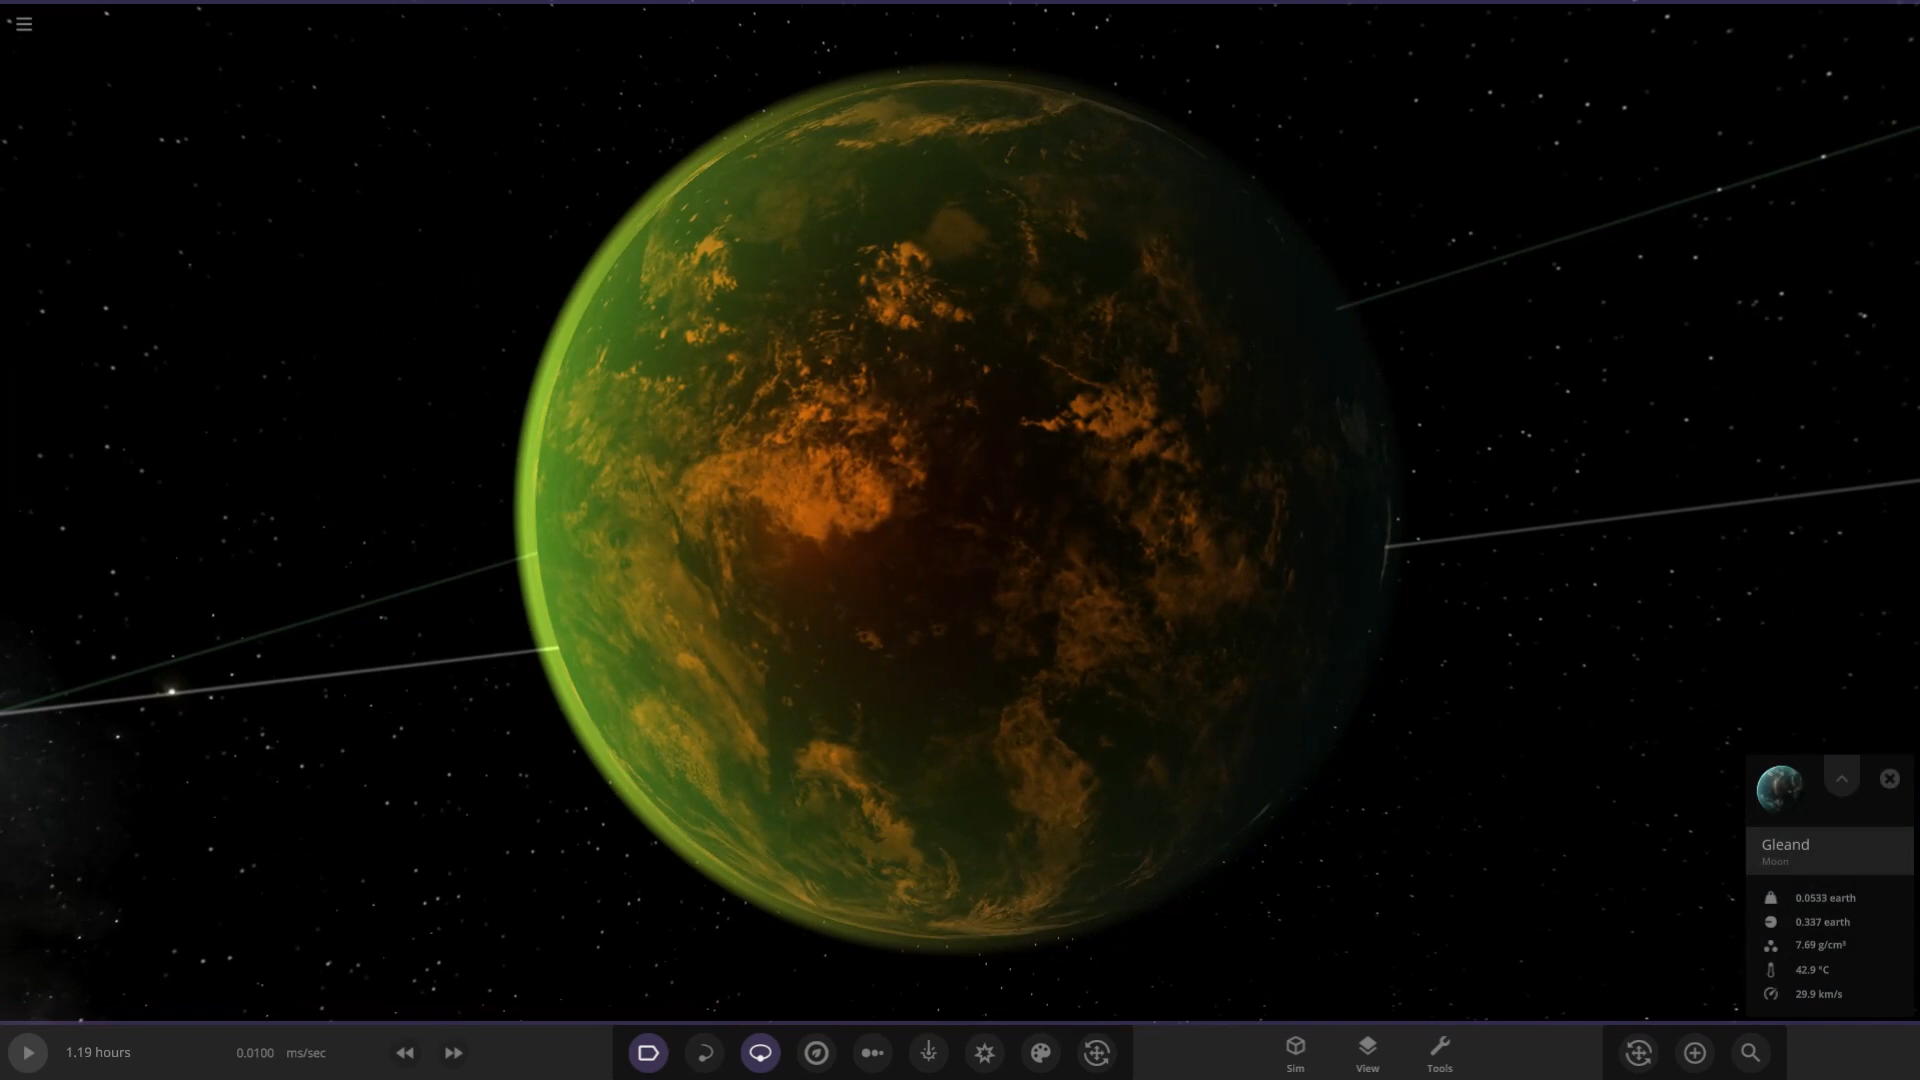 Gleand
Moon
0.0533 earth
0.337 earth
7.69 g/cm³
42.9 °C
29.9 km/s
1.19 hours
0.0100 ms/sec
Sim
View
Tools